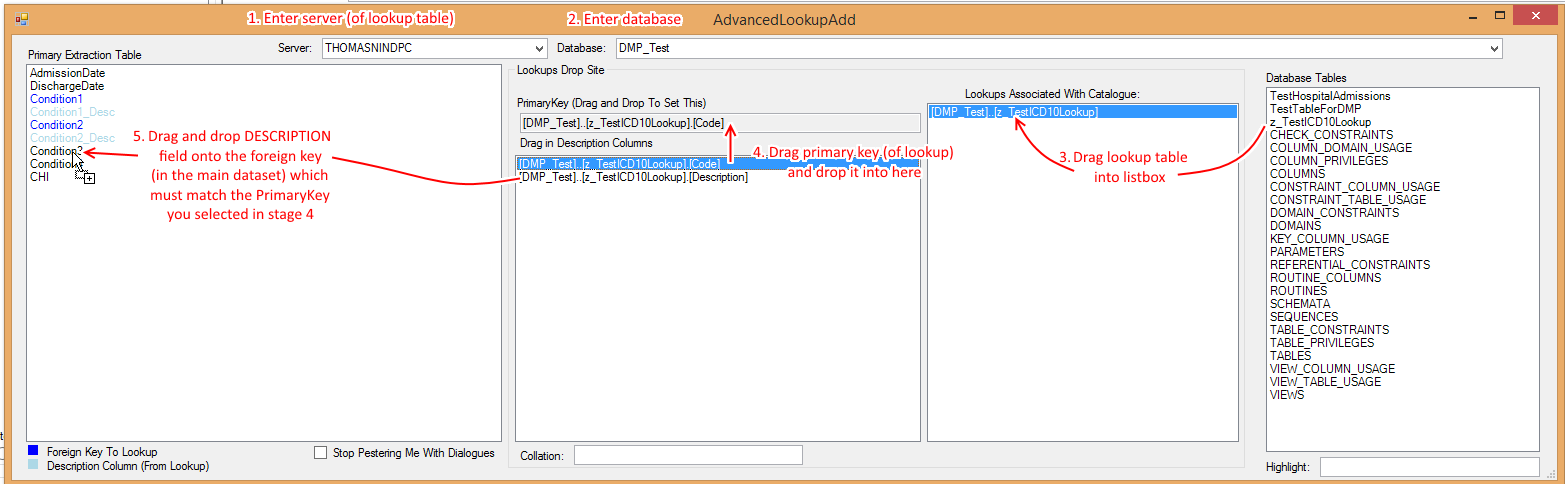 1. Enter server (of lookup table)
2. Enter database
AdvancedLookupAdd
Server:
THOMASNINDPC
Database:
DMP_Test
Primary Extraction Table
AdmissionDate
DischargeDate
Condition1
Condition1_Desc
Condition2
Condition2_Desc
CHI
5. Drag and drop DESCRIPTION
field onto the foreign key
(in the main dataset) which
must match the PrimaryKey
you selected in stage 4
Foreign Key To Lookup
Description Column (From Lookup)
Stop Pestering Me With Dialogues
Lookups Drop Site
PrimaryKey (Drag and Drop To Set This)
[DMP_Test]..[z_TestICD10Lookup].[Code]
Drag in Description Columns
[DMP_Test]..[z_TestICD10Lookup].[Code]
[DMP_Test]..[z_TestICD10Lookup].[Description]
4. Drag primary key (of lookup)
and drop it into here
Collation:
Lookups Associated With Catalogue:
[DMP_Test]..[z_TestICD10Lookup]
3. Drag lookup table
into listbox
Database Tables
TestHospitalAdmissions
TestTableForDMP
z_TestICD10Lookup
CHECK_CONSTRAINTS
COLUMN_DOMAIN_USAGE
COLUMN_PRIVILEGES
COLUMNS
CONSTRAINT_COLUMN_USAGE
CONSTRAINT_TABLE_USAGE
DOMAIN_CONSTRAINTS
DOMAINS
KEY_COLUMN_USAGE
PARAMETERS
REFERENTIAL_CONSTRAINTS
ROUTINE_COLUMNS
ROUTINES
SCHEMATA
SEQUENCES
TABLE_CONSTRAINTS
TABLE_PRIVILEGES
TABLES
VIEW_COLUMN_USAGE
VIEW_TABLE_USAGE
VIEWS
Highlight: